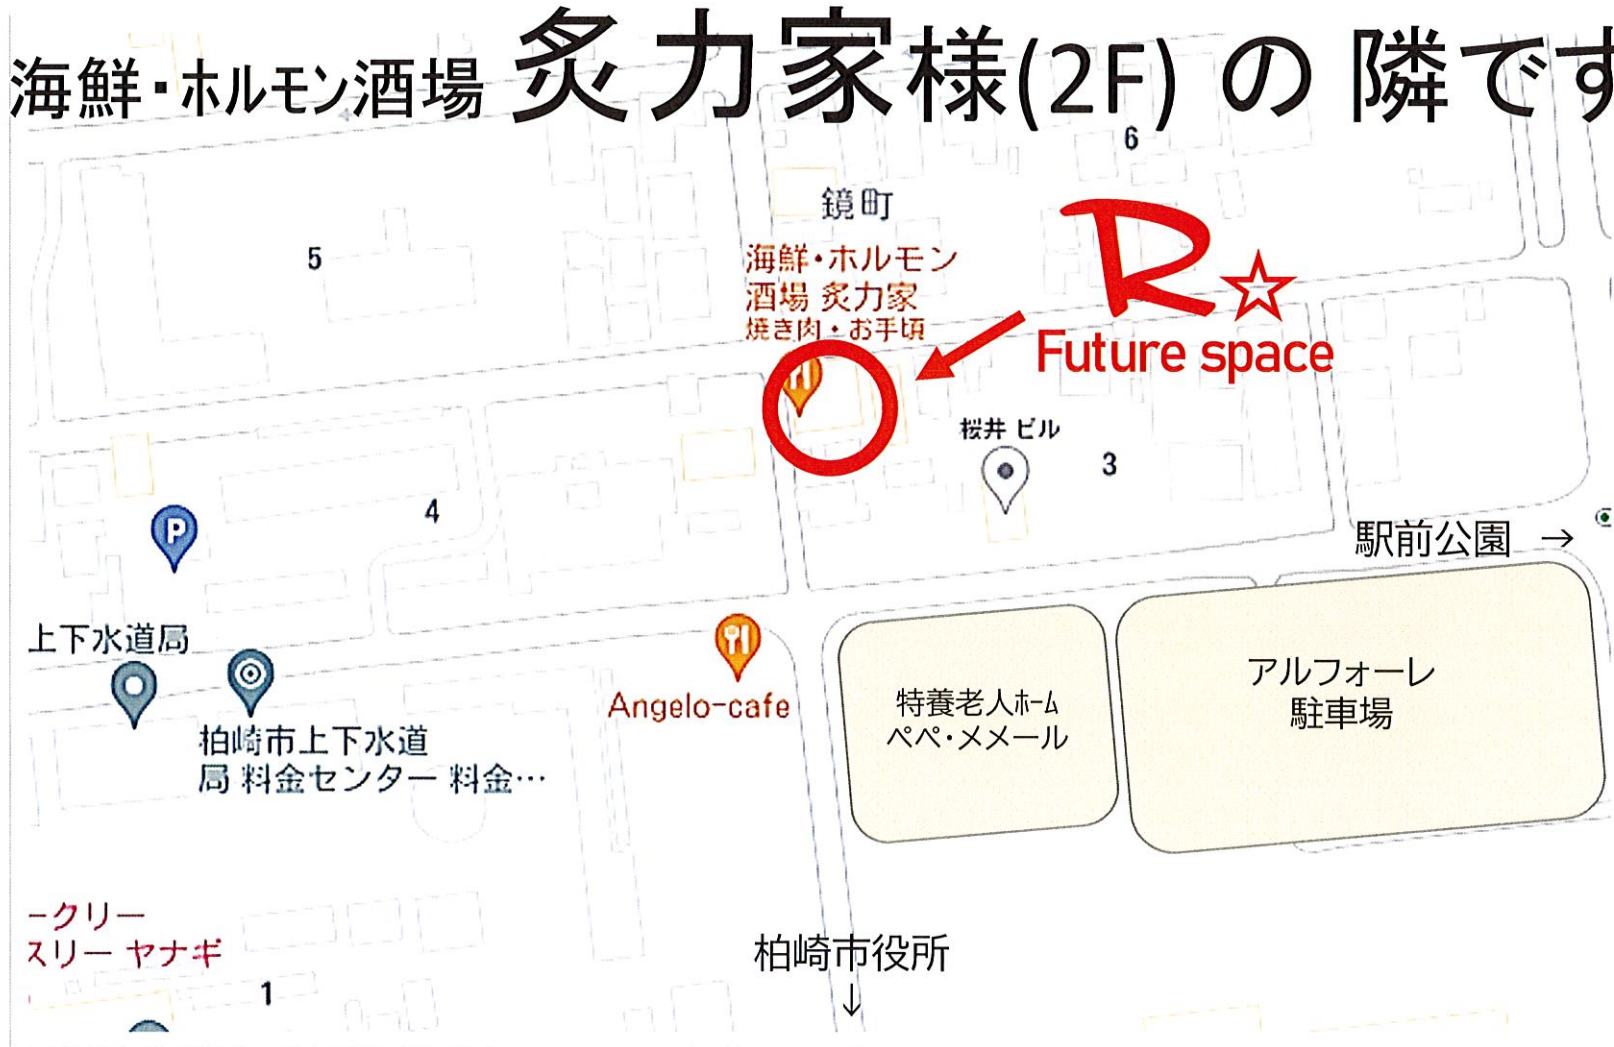 海鮮・ホルモン酒場 炙力家様(2F) の 隣です
6
鏡町
5
海鮮・ホルモン
酒場 炙力家
焼き肉・お手頃
R☆
Future space
桜井 ビル
3
4
P
駅前公園 →
上下水道局
Angelo-cafe
特養老人ホーム
ペペ・メメール
アルフォーレ
駐車場
柏崎市上下水道
局 料金センター 料金…
ークリー
スリー ヤナギ
柏崎市役所
↓
1